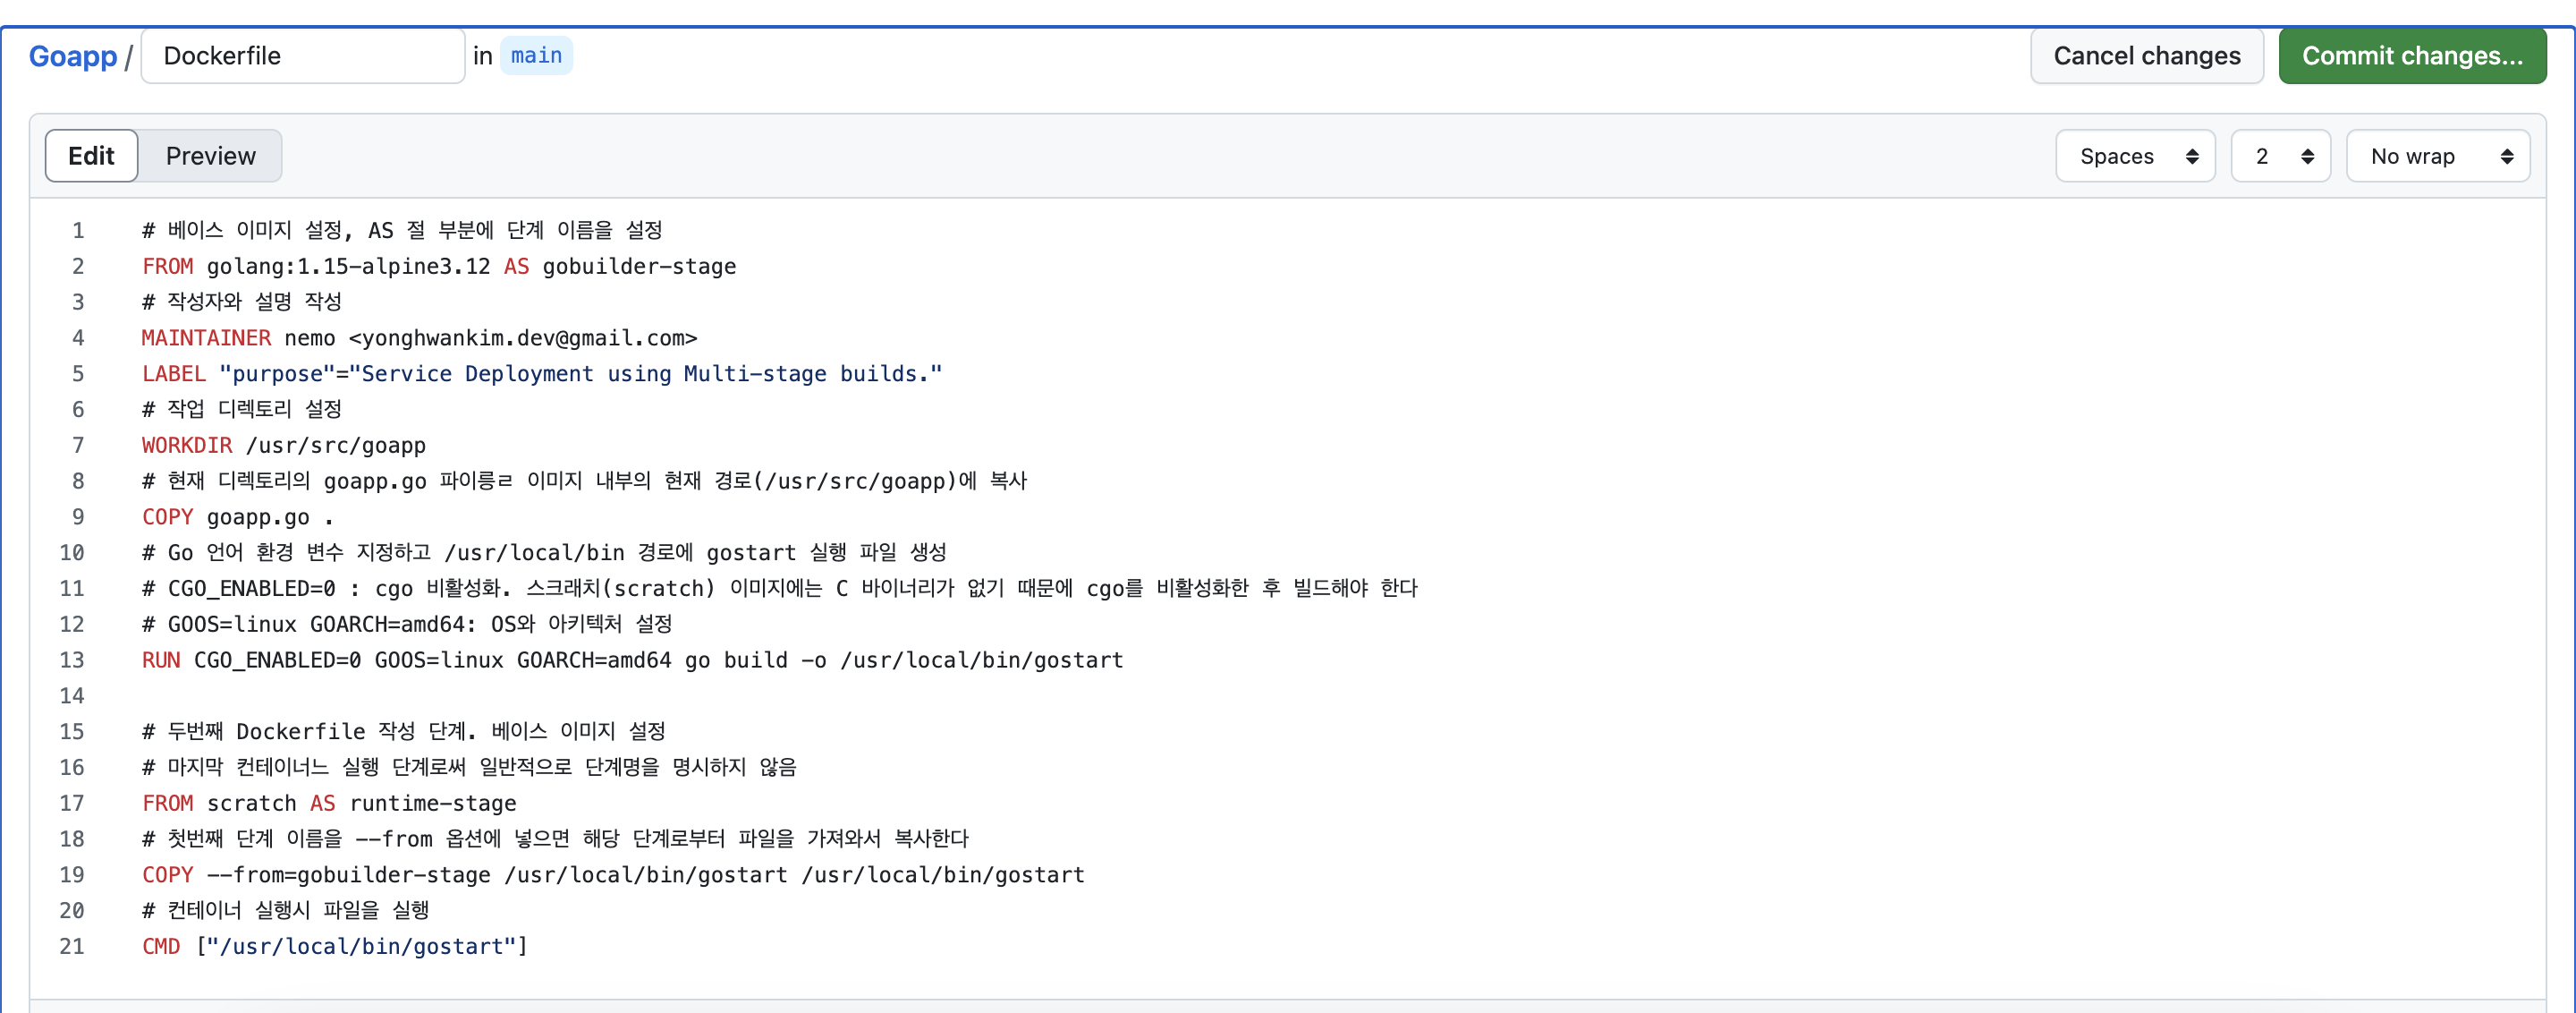 Goapp / Dockerfile in main Cancel changes Commit changes...
Edit Preview Spaces 2 No wrap
1 # 베이스 이미지 설정, AS 절 부분에 단계 이름을 설정
2 FROM golang:1.15-alpine3.12 AS gobuilder-stage
3 # 작성자와 설명 작성
4 MAINTAINER nemo <yonghwankim.dev@gmail.com>
5 LABEL "purpose"="Service Deployment using Multi-stage builds."
6 # 작업 디렉토리 설정
7 WORKDIR /usr/src/goapp
8 # 현재 디렉토리의 goapp.go 파이릉ㄹ 이미지 내부의 현재 경로(/usr/src/goapp)에 복사
9 COPY goapp.go .
10 # Go 언어 환경 변수 지정하고 /usr/local/bin 경로에 gostart 실행 파일 생성
11 # CGO_ENABLED=0 : cgo 비활성화. 스크래치(scratch) 이미지에는 C 바이너리가 없기 때문에 cgo를 비활성화한 후 빌드해야 한다
12 # GOOS=linux GOARCH=amd64: OS와 아키텍처 설정
13 RUN CGO_ENABLED=0 GOOS=linux GOARCH=amd64 go build -o /usr/local/bin/gostart
14
15 # 두번째 Dockerfile 작성 단계. 베이스 이미지 설정
16 # 마지막 컨테이너느 실행 단계로써 일반적으로 단계명을 명시하지 않음
17 FROM scratch AS runtime-stage
18 # 첫번째 단계 이름을 --from 옵션에 넣으면 해당 단계로부터 파일을 가져와서 복사한다
19 COPY --from=gobuilder-stage /usr/local/bin/gostart /usr/local/bin/gostart
20 # 컨테이너 실행시 파일을 실행
21 CMD ["/usr/local/bin/gostart"]